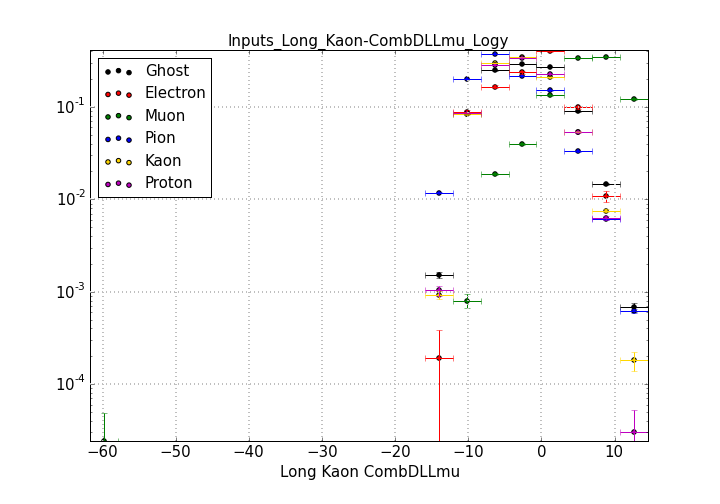 Inputs_Long_Kaon-CombDLLmu_Logy
Ghost
Electron
Muon
Pion
Kaon
Proton
10^-1
10^-2
10^-3
10^-4
−60 −50 −40 −30 −20 −10 0 10
Long Kaon CombDLLmu